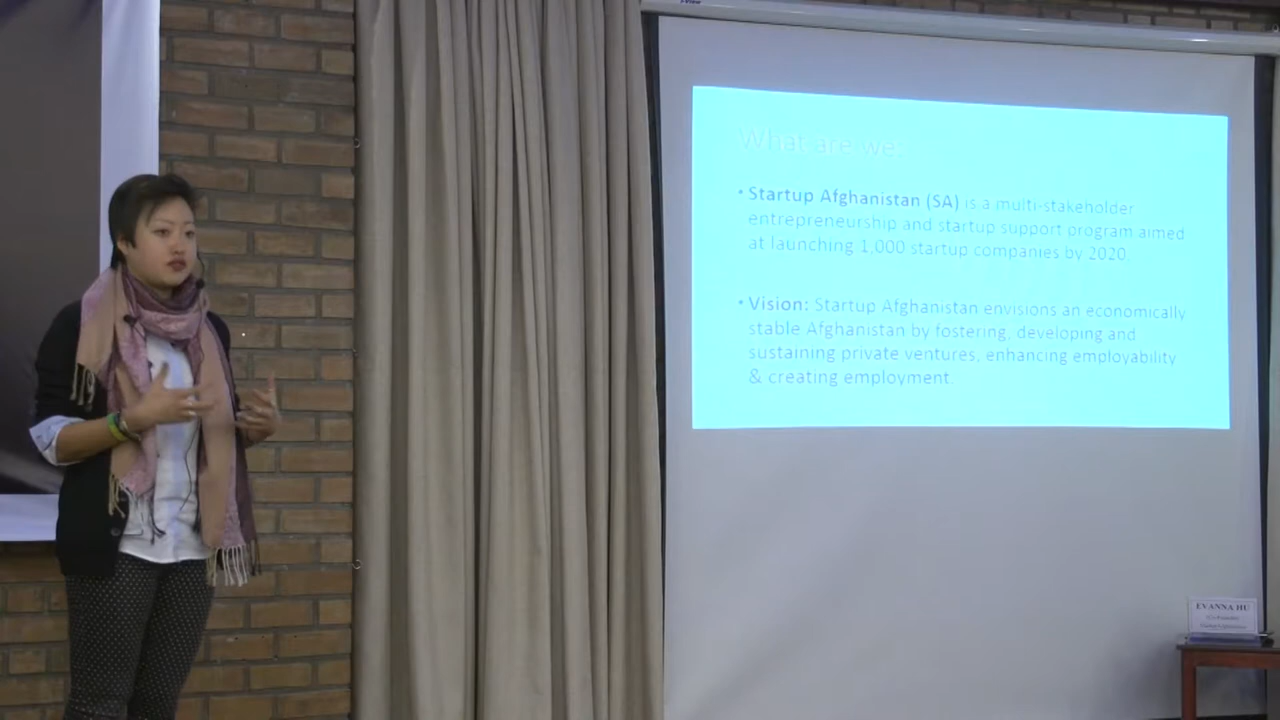 What are we:
• Startup Afghanistan (SA) is a multi-stakeholder
entrepreneurship and startup support program aimed
at launching 1,000 startup companies by 2020.
• Vision: Startup Afghanistan envisions an economically
stable Afghanistan by fostering, developing and
sustaining private ventures, enhancing employability
& creating employment.
EVANNA HU